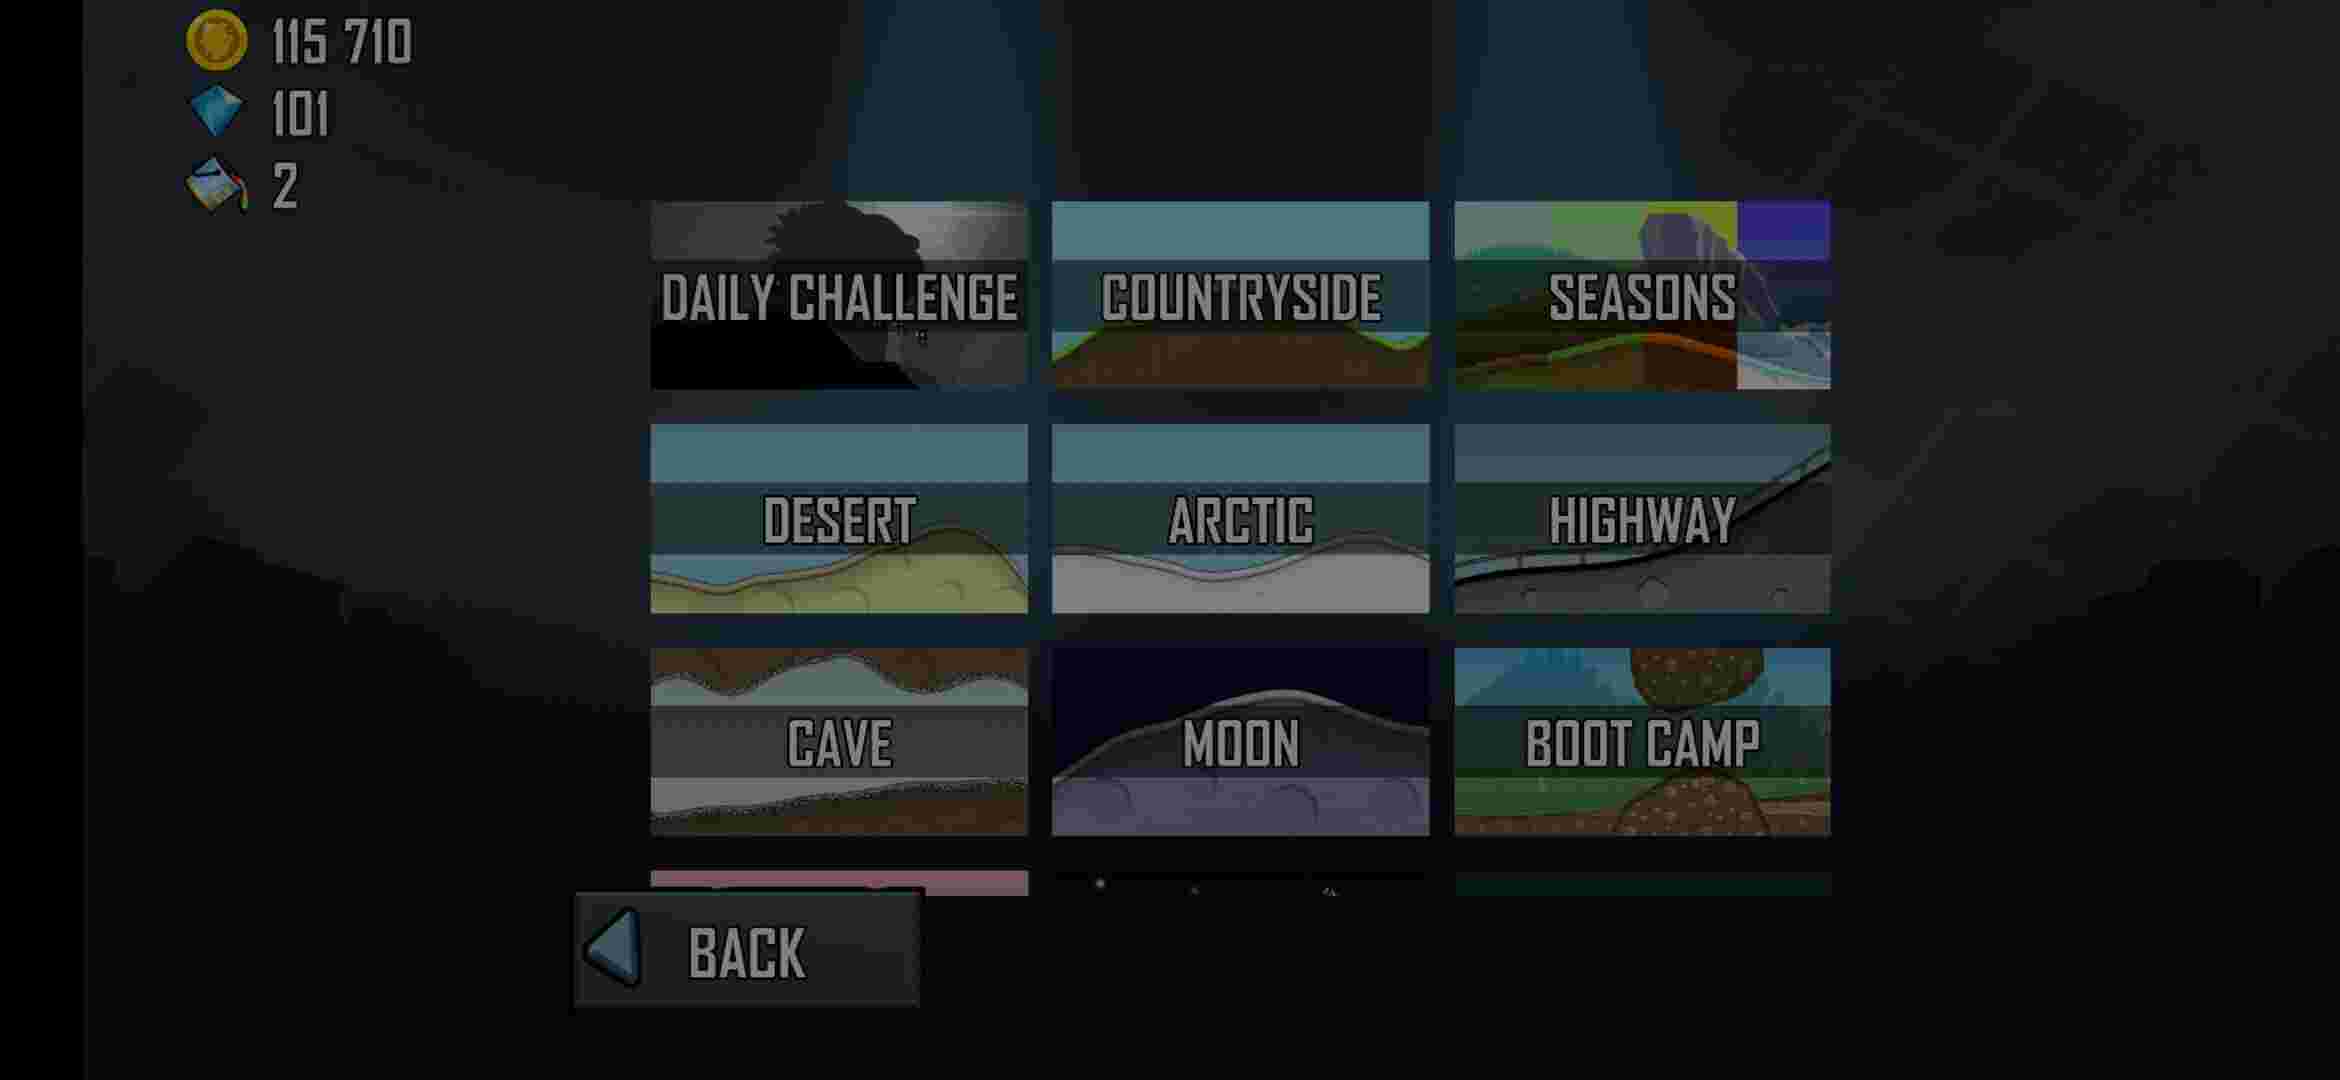 115 710
101
2
DAILY CHALLENGE
COUNTRYSIDE
SEASONS
DESERT
ARCTIC
HIGHWAY
CAVE
MOON
BOOT CAMP
BACK